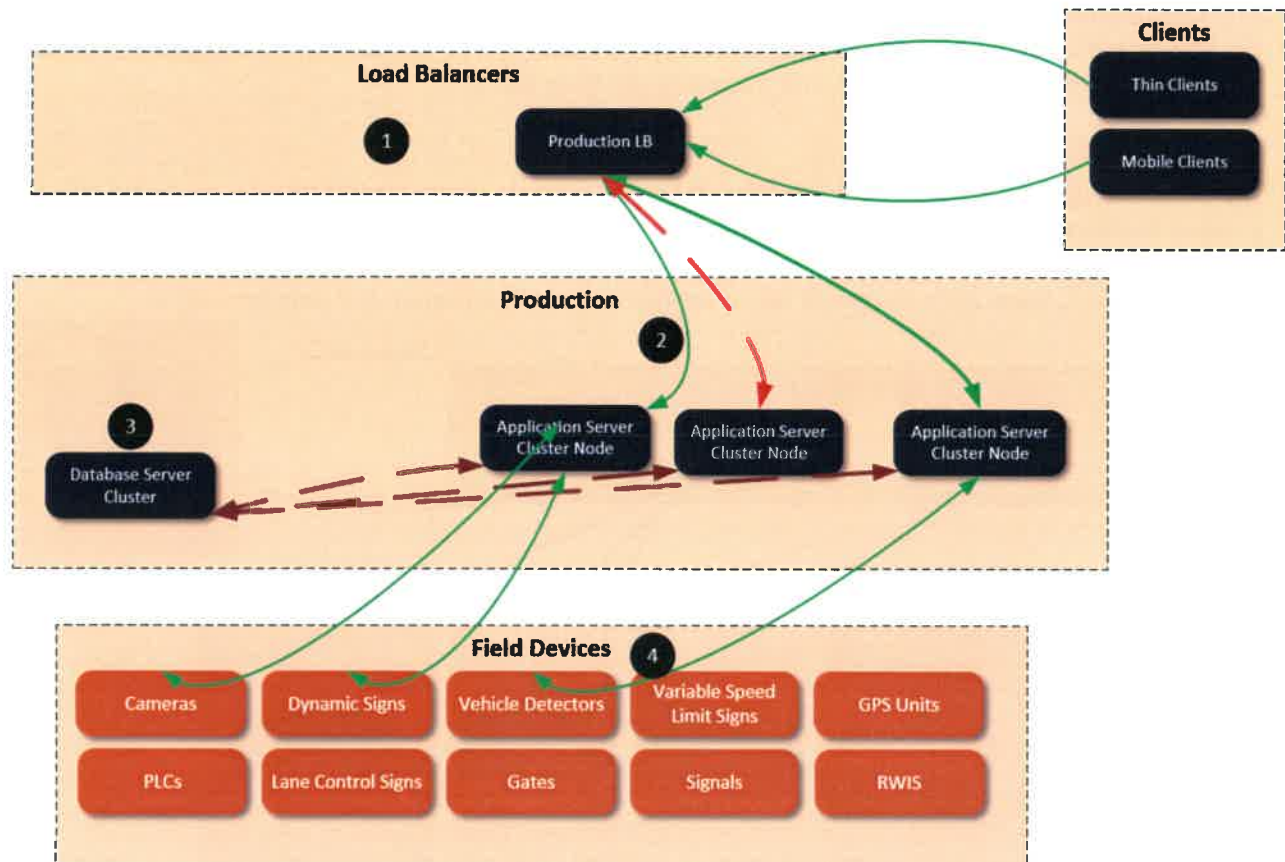 Clients
Load Balancers
Thin Clients
1
Production LB
Mobile Clients
Production
2
3
Application Server
Cluster Node
Application Server
Cluster Node
Application Server
Cluster Node
Database Server
Cluster
Field Devices
4
Cameras
Dynamic Signs
Vehicle Detectors
Variable Speed
Limit Signs
GPS Units
PLCs
Lane Control Signs
Gates
Signals
RWIS